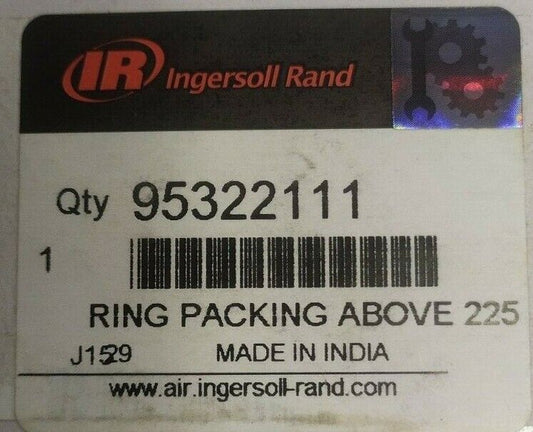 IR Ingersoll Rand
Qty 95322111
1
RING PACKING ABOVE 225
J1529 MADE IN INDIA
www.air.ingersoll-rand.com